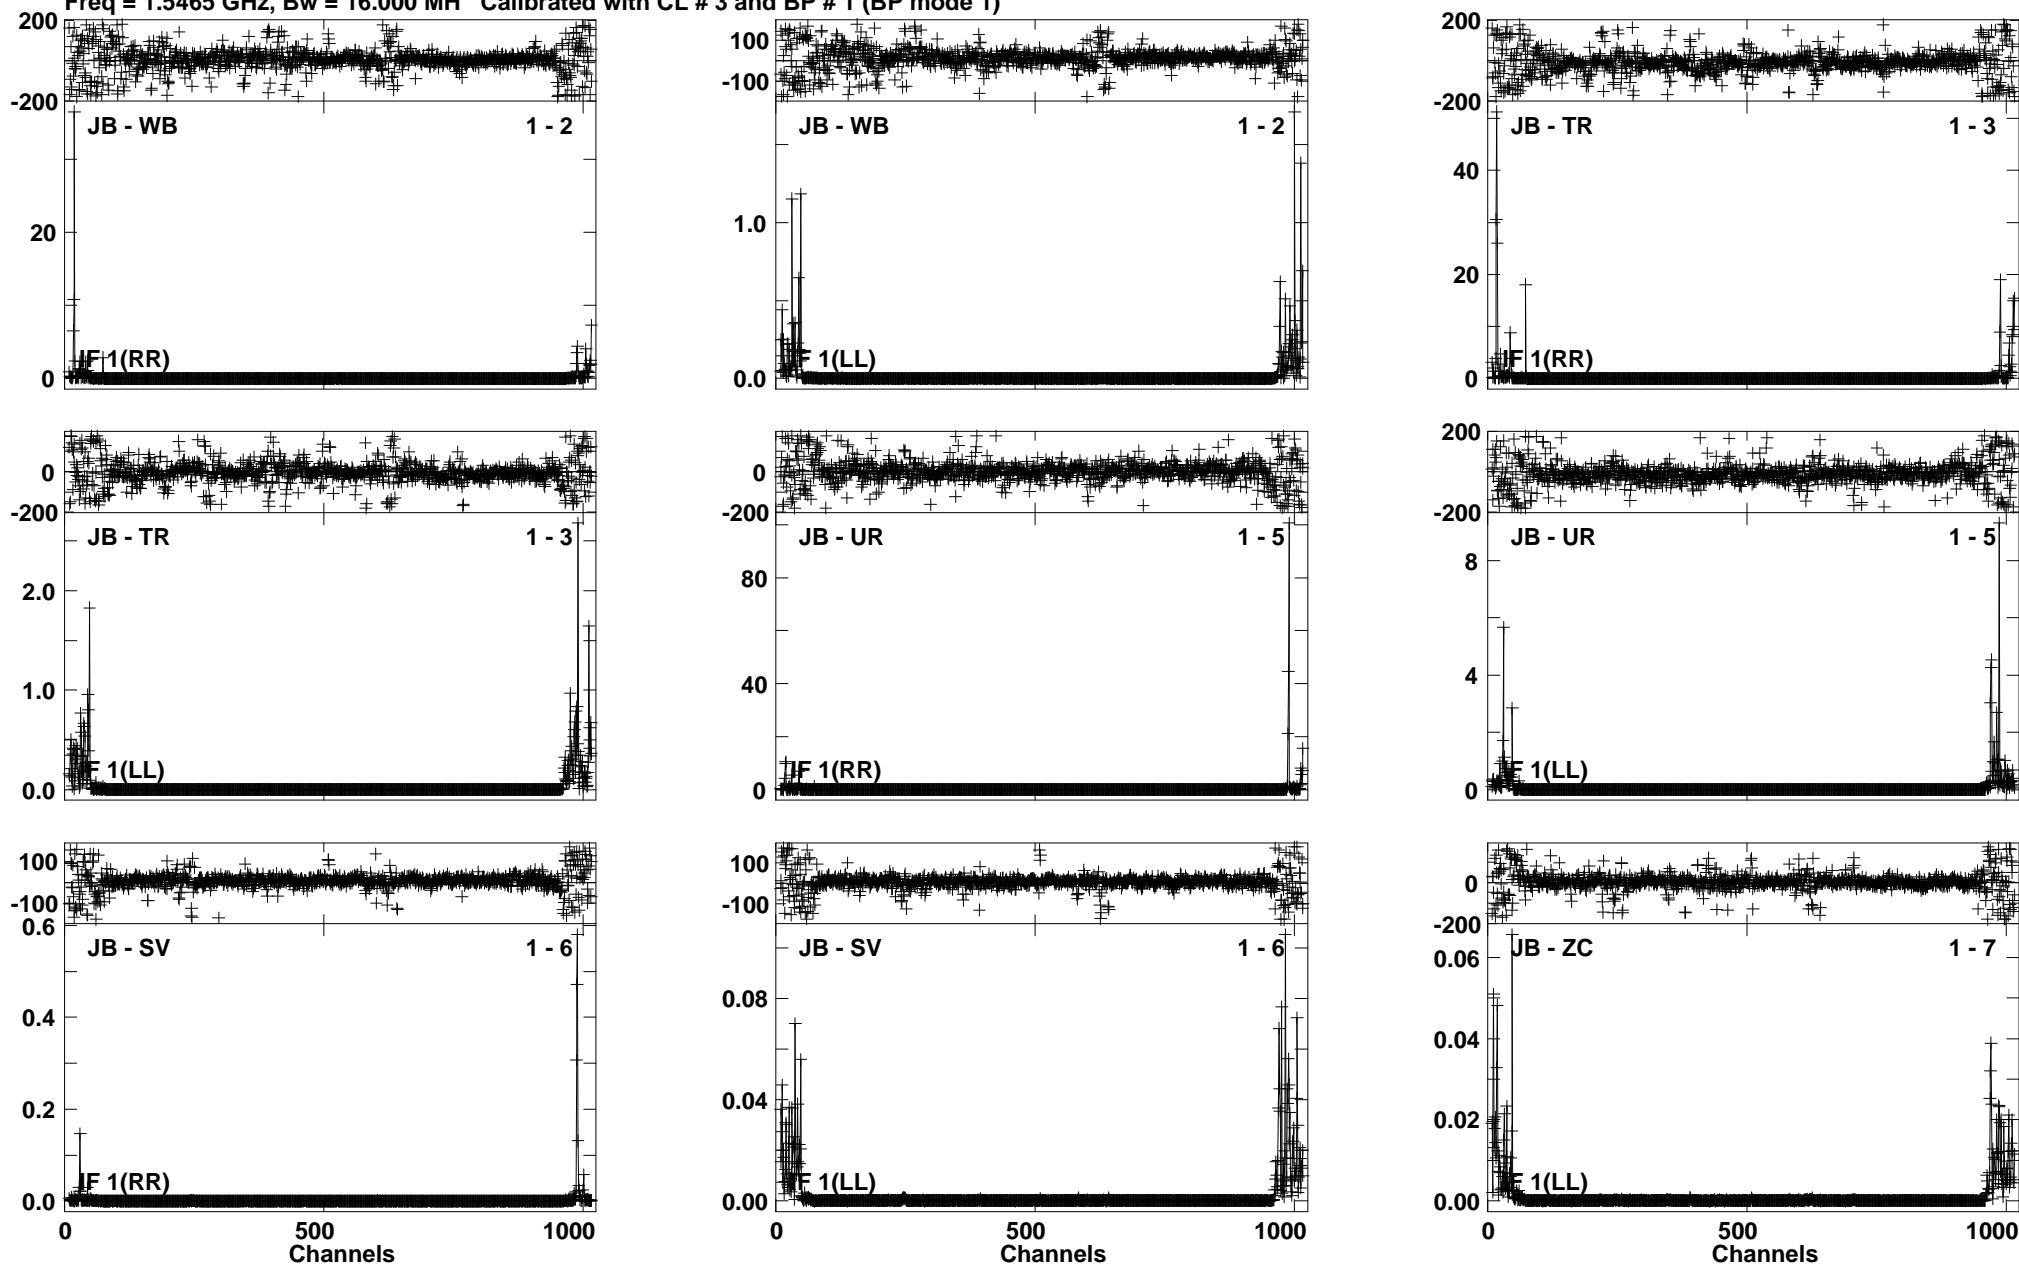 Freq = 1.5465 GHz, Bw = 16.000 MH Calibrated with CL # 3 and BP # 1 (BP mode 1)
200
-200
JB - WB
1 - 2
20
0
IF 1(RR)
100
-100
JB - WB
1 - 2
1.0
0.0
IF 1(LL)
200
-200
JB - TR
1 - 3
40
20
0
IF 1(RR)
0
-200
JB - TR
1 - 3
2.0
1.0
0.0
IF 1(LL)
0
-200
JB - UR
1 - 5
80
40
0
IF 1(RR)
200
-200
JB - UR
1 - 5
8
4
0
IF 1(LL)
100
-100
0.6
JB - SV
1 - 6
0.4
0.2
0.0
IF 1(RR)
0 500 1000
Channels
100
-100
JB - SV
1 - 6
0.08
0.04
0.00
IF 1(LL)
0 500 1000
Channels
0
-200
JB - ZC
1 - 7
0.06
0.04
0.02
0.00
IF 1(LL)
0 500 1000
Channels